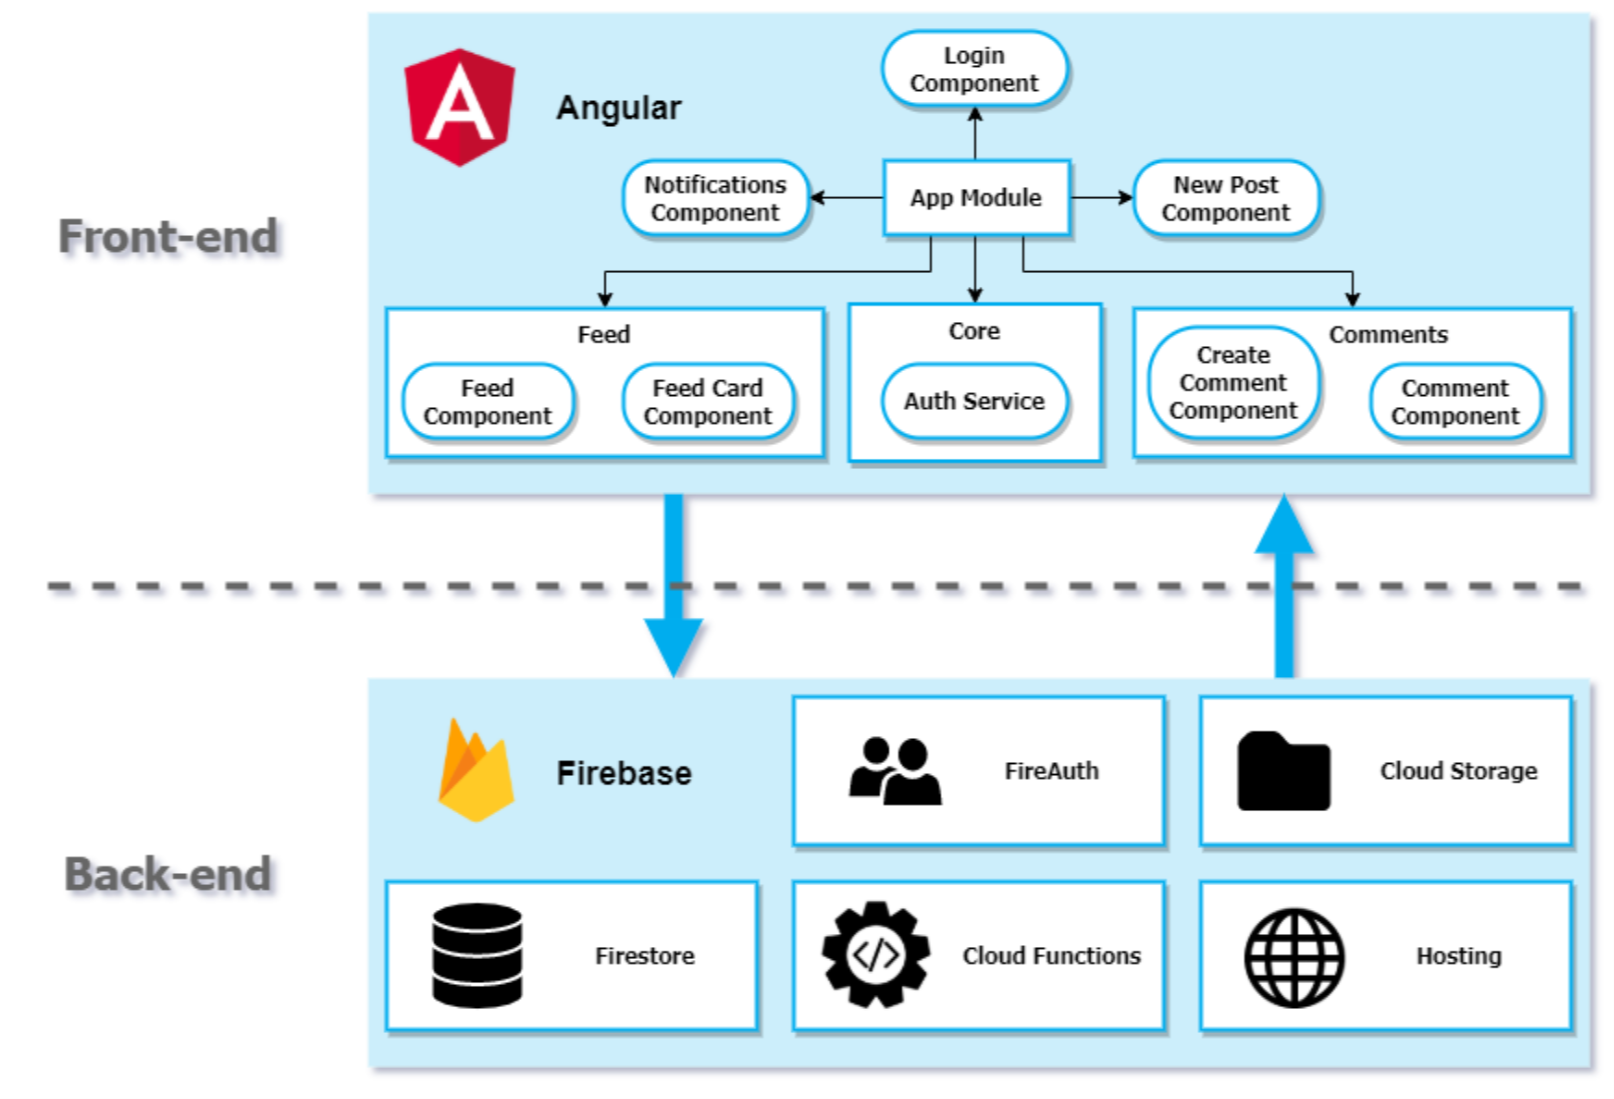 Front-end
Angular
Login
Component
Notifications
Component
App Module
New Post
Component
Feed
Feed
Component
Feed Card
Component
Core
Auth Service
Comments
Create
Comment
Component
Comment
Component
Back-end
Firebase
FireAuth
Cloud Storage
Firestore
Cloud Functions
Hosting